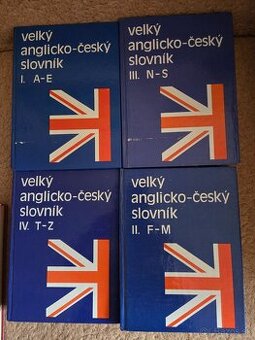 velký
anglicko-český
slovník
I. A-E
velký
anglicko-český
slovník
III. N-S
velký
anglicko-český
slovník
IV. T-Z
velký
anglicko-český
slovník
II. F-M